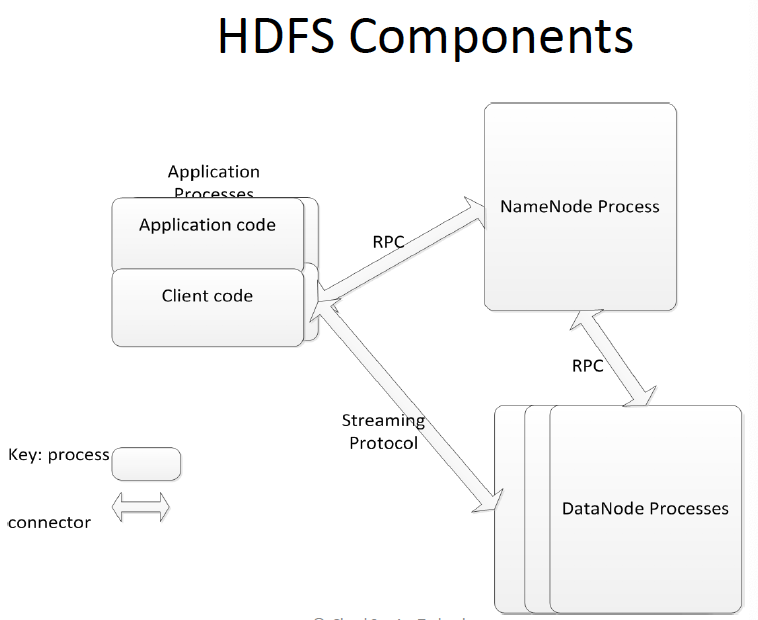 HDFS Components
Application
Processes
Application code
Client code
NameNode Process
RPC
RPC
Streaming
Protocol
DataNode Processes
Key: process
connector